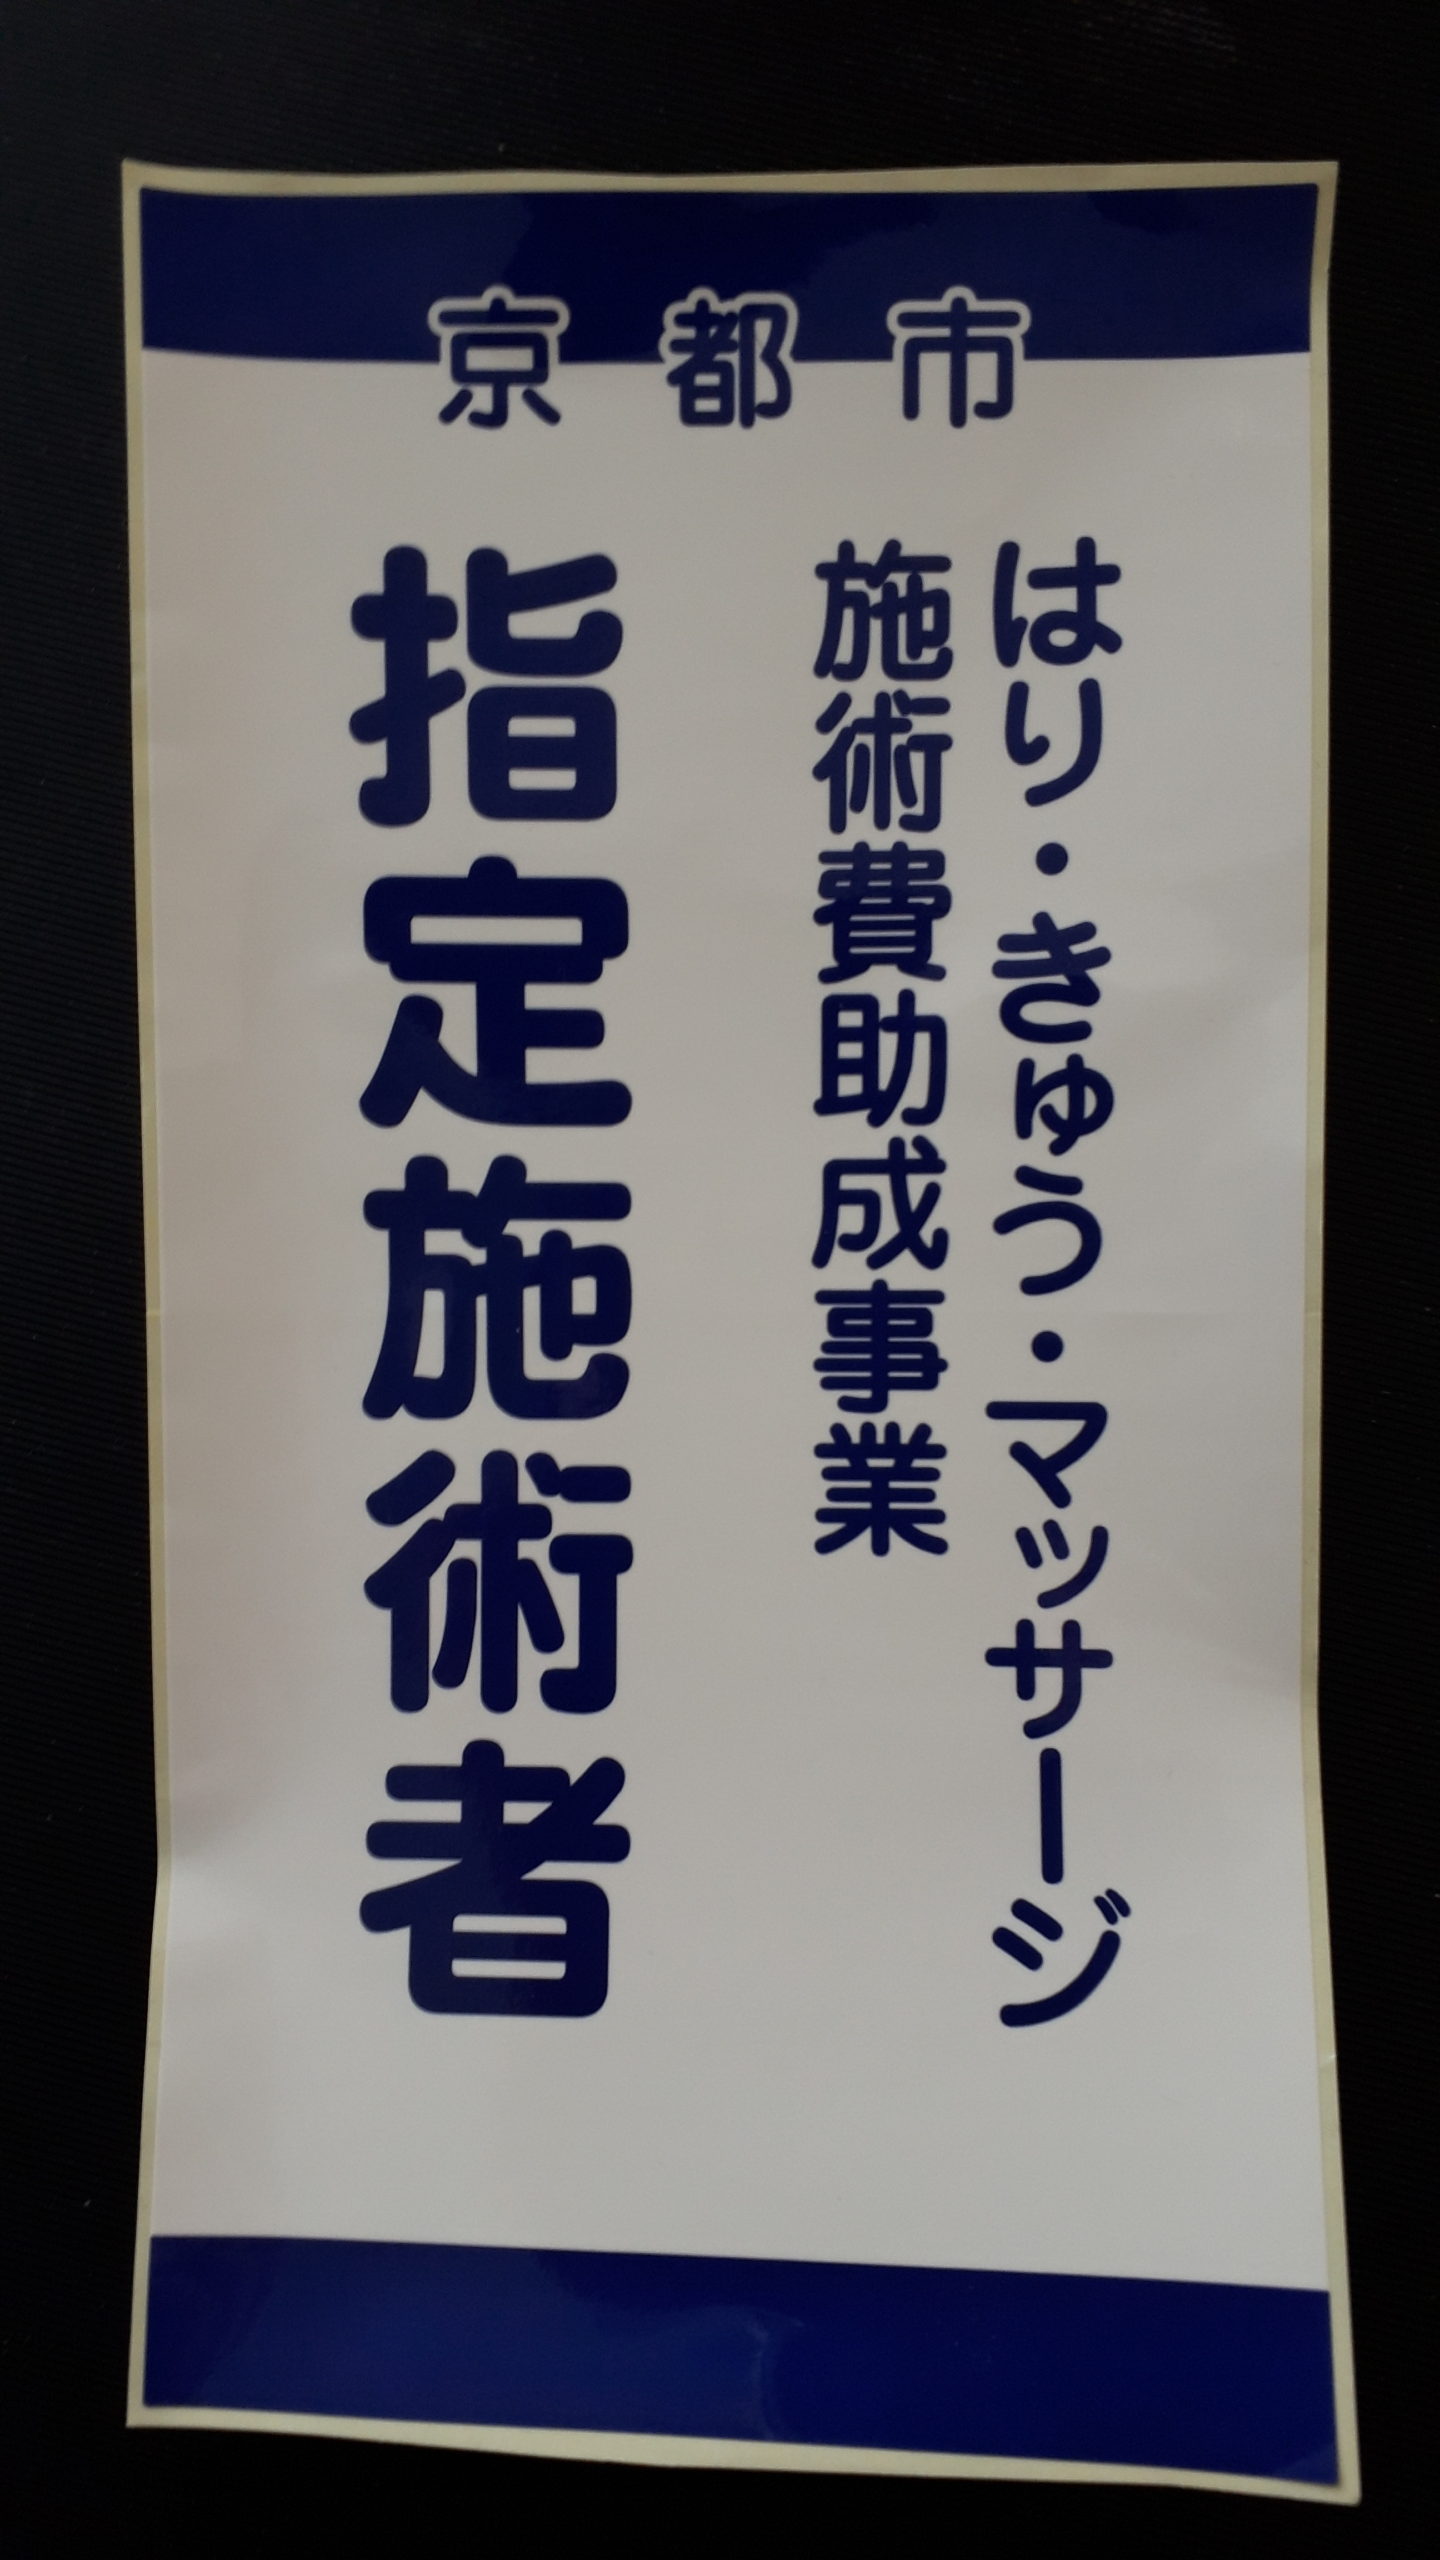 京都市
はり・きゅう・マッサージ
施術費助成事業
指定施術者